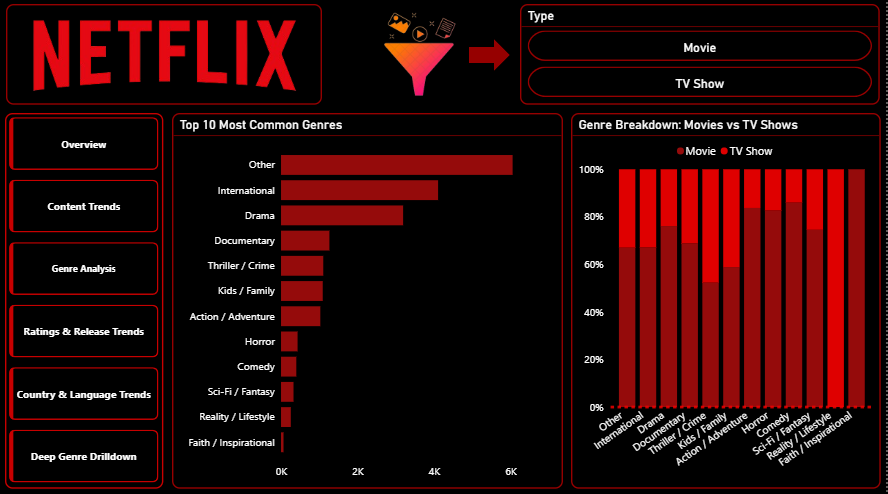 NETFLIX
Type
Movie
TV Show
Overview
Content Trends
Genre Analysis
Ratings & Release Trends
Country & Language Trends
Deep Genre Drilldown
Top 10 Most Common Genres
Other
International
Drama
Documentary
Thriller / Crime
Kids / Family
Action / Adventure
Horror
Comedy
Sci-Fi / Fantasy
Reality / Lifestyle
Faith / Inspirational
0K 2K 4K 6K
Genre Breakdown: Movies vs TV Shows
Movie TV Show
100%
80%
60%
40%
20%
0%
Other
International
Drama
Documentary
Thriller / Crime
Kids / Family
Action / Adventure
Horror
Comedy
Sci-Fi / Fantasy
Reality / Lifestyle
Faith / Inspirational